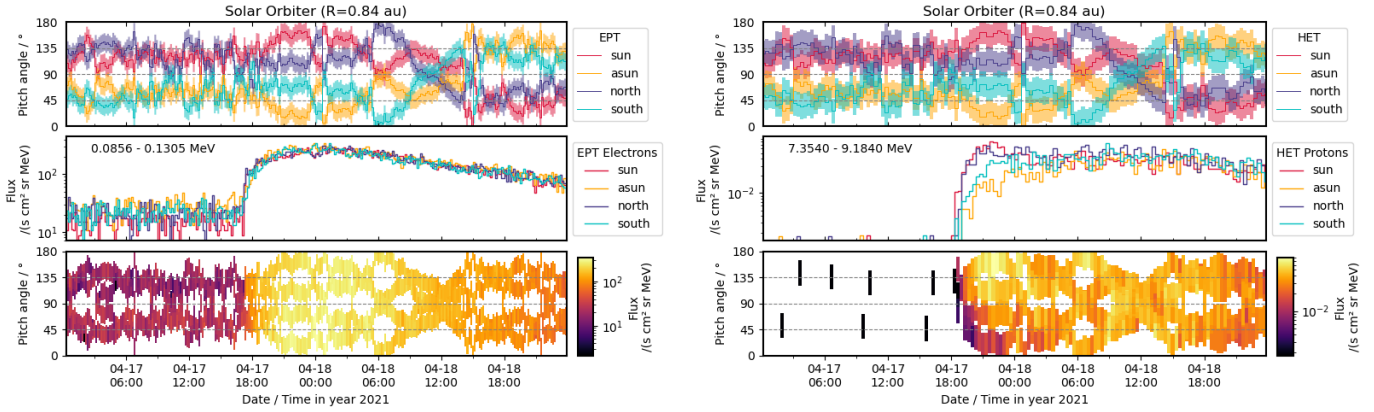 Solar Orbiter (R=0.84 au)
Pitch angle / °
180
135
90
45
0
EPT
sun
asun
north
south
Flux
/(s cm² sr MeV)
10²
10¹
0.0856 - 0.1305 MeV
EPT Electrons
sun
asun
north
south
Pitch angle / °
180
135
90
45
0
10²
10¹
Flux
/(s cm² sr MeV)
04-17
06:00
04-17
12:00
04-17
18:00
04-18
00:00
04-18
06:00
04-18
12:00
04-18
18:00
Date / Time in year 2021
Solar Orbiter (R=0.84 au)
Pitch angle / °
180
135
90
45
0
HET
sun
asun
north
south
Flux
/(s cm² sr MeV)
10⁻²
7.3540 - 9.1840 MeV
HET Protons
sun
asun
north
south
Pitch angle / °
180
135
90
45
0
10⁻²
Flux
/(s cm² sr MeV)
04-17
06:00
04-17
12:00
04-17
18:00
04-18
00:00
04-18
06:00
04-18
12:00
04-18
18:00
Date / Time in year 2021